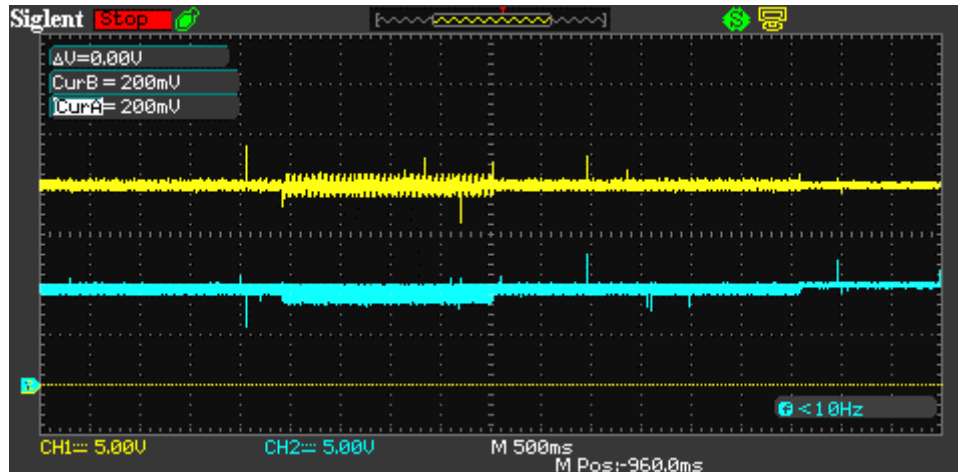 Siglent Stop
ΔV=0.00V
CurB = 200mV
CurA = 200mV
<10Hz
CH1 5.00V CH2 5.00V M 500ms
M Pos:-960.0ms